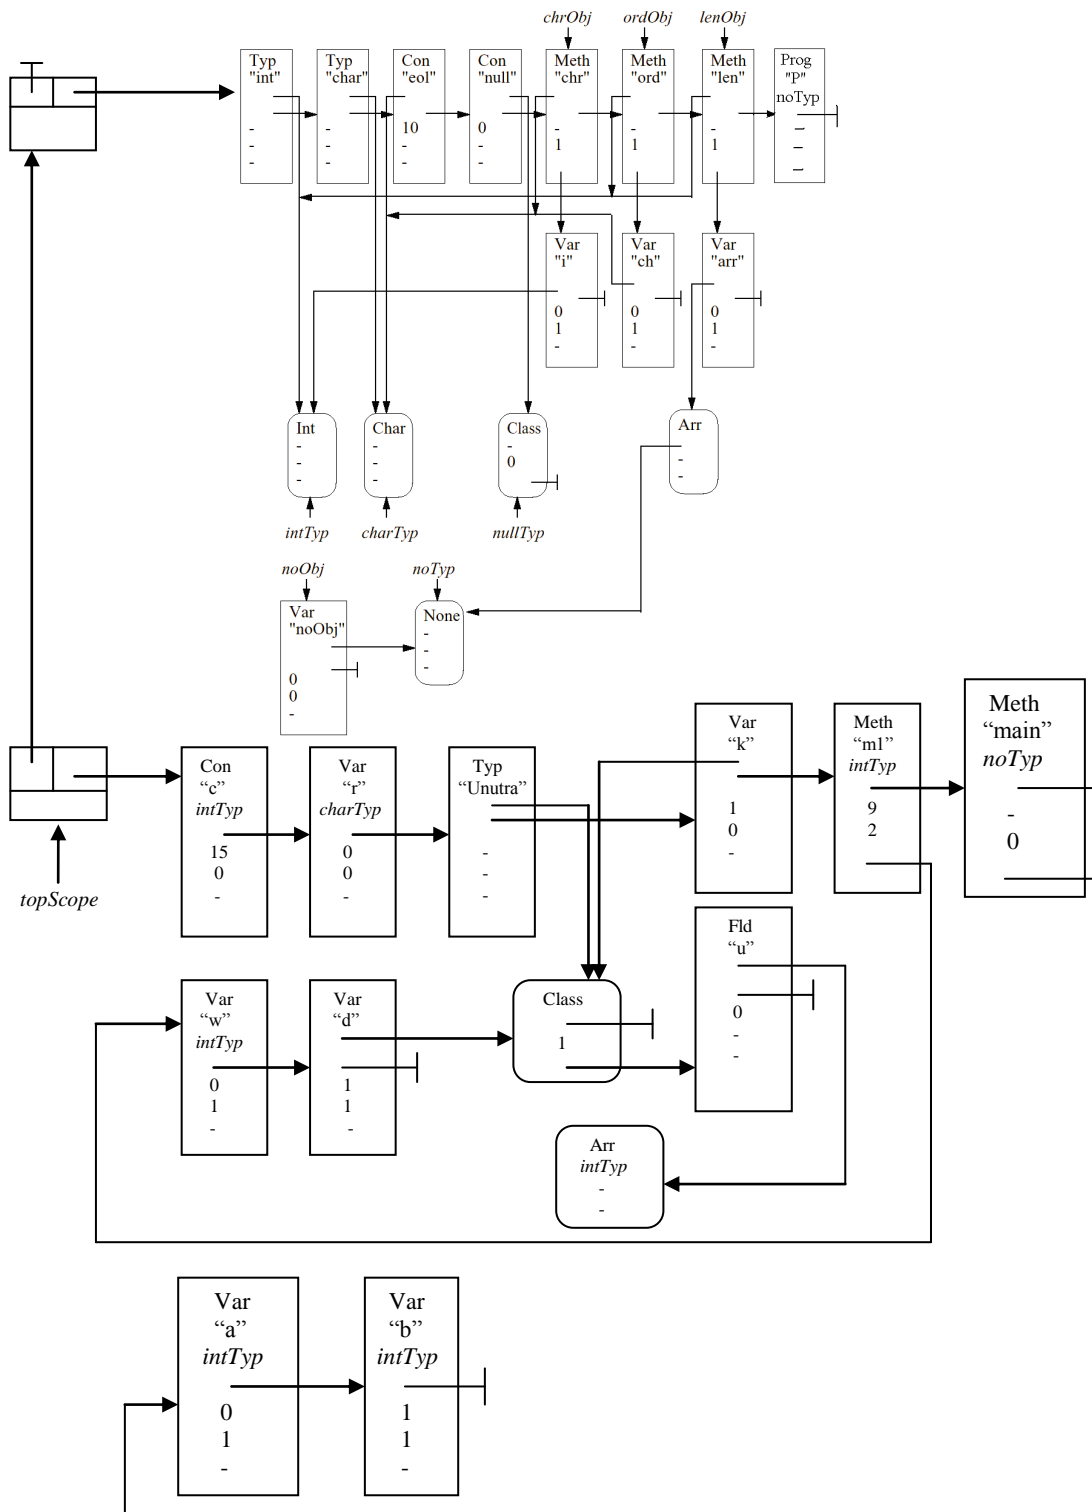 chrObj ordObj lenObj
Typ Typ Con Con Meth Meth Meth Prog
"int" "char" "eol" "null" "chr" "ord" "len" "P"
noTyp
- - 10 0 - - - -
- - - - 1 1 1 -
- - - - -
Var Var Var
"i" "ch" "arr"
0 0 0
1 1 1
- - -
Int Char Class Arr
- - -
- - 0 -
- - -
intTyp charTyp nullTyp
noObj noTyp
Var None
"noObj" -
-
0 -
0
-
Meth
“main”
noTyp
-
0
Var Meth
“k” “m1”
intTyp
1 9
0 2
-
Con Var Typ
“c” “r” “Unutra”
intTyp charTyp
15 0 -
0 0 -
- - -
topScope
Fld
“u”
0
-
-
Var Var Class
“w” “d”
intTyp
1
0 1
1 1
- -
Arr
intTyp
-
-
Var Var
“a” “b”
intTyp intTyp
0 1
1 1
- -